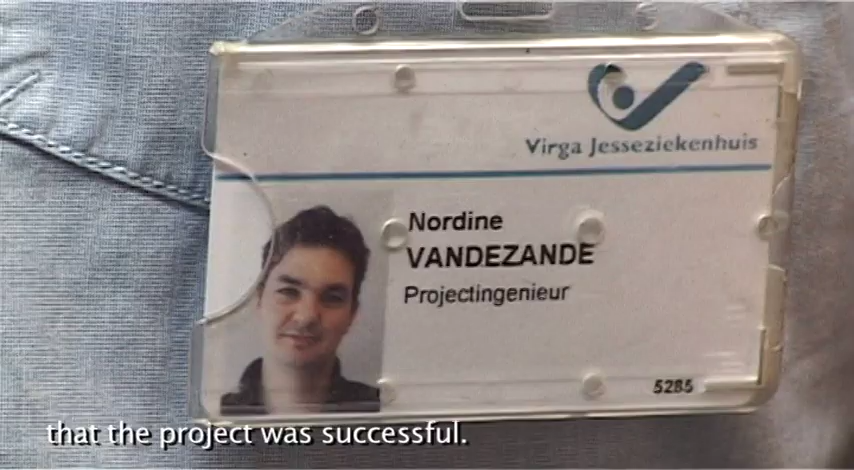 Virga Jesseziekenhuis
Nordine
VANDEZANDE
Projectingenieur
5285
that the project was successful.